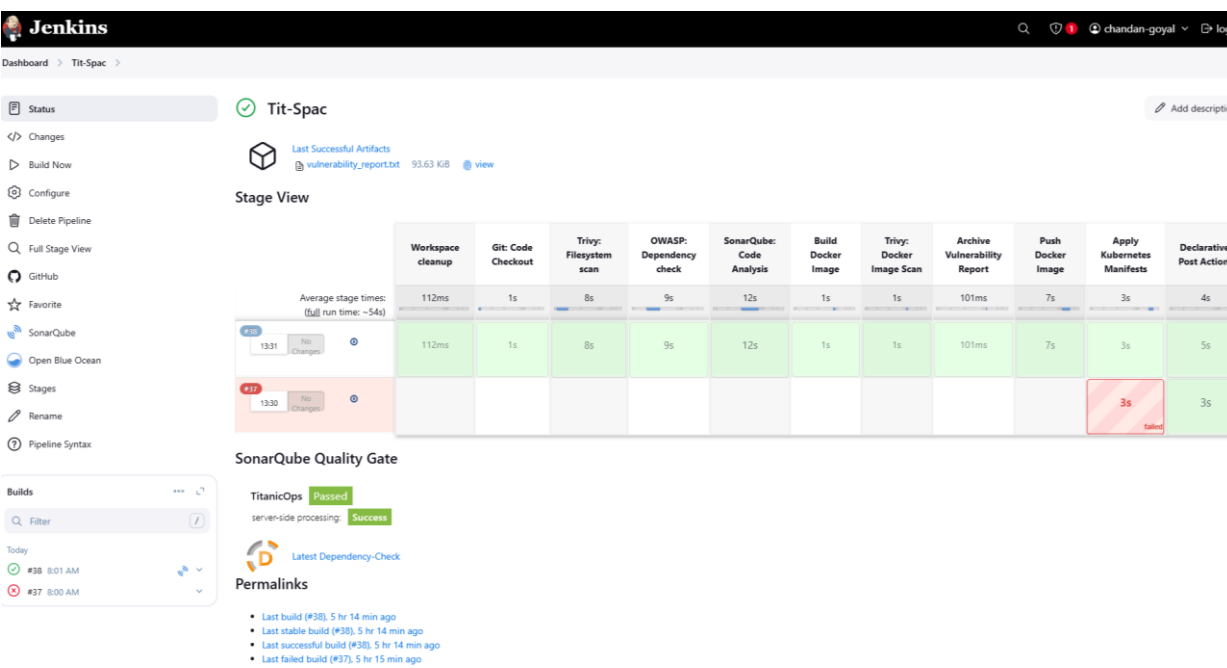 Jenkins
1
chandan-goyal
Dashboard > Tit-Spac >
Status
Changes
Build Now
Configure
Delete Pipeline
Full Stage View
GitHub
Favorite
SonarQube
Open Blue Ocean
Stages
Rename
Pipeline Syntax
Builds
Filter
/
Today
#38 8:01 AM
#37 8:00 AM
Tit-Spac
Add descripti
Last Successful Artifacts
vulnerability_report.txt 93.63 KiB view
Stage View
Workspace cleanup
Git: Code Checkout
Trivy: Filesystem scan
OWASP: Dependency check
SonarQube: Code Analysis
Build Docker Image
Trivy: Docker Image Scan
Archive Vulnerability Report
Push Docker Image
Apply Kubernetes Manifests
Declarative Post Action
Average stage times:
(full run time: ~54s)
112ms 1s 8s 9s 12s 1s 1s 101ms 7s 3s 4s
#38
13:31 No Changes
112ms 1s 8s 9s 12s 1s 1s 101ms 7s 3s 5s
#37
13:30 No Changes
3s failed 3s
SonarQube Quality Gate
TitanicOps Passed
server-side processing: Success
Latest Dependency-Check
Permalinks
Last build (#38), 5 hr 14 min ago
Last stable build (#38), 5 hr 14 min ago
Last successful build (#38), 5 hr 14 min ago
Last failed build (#37), 5 hr 15 min ago